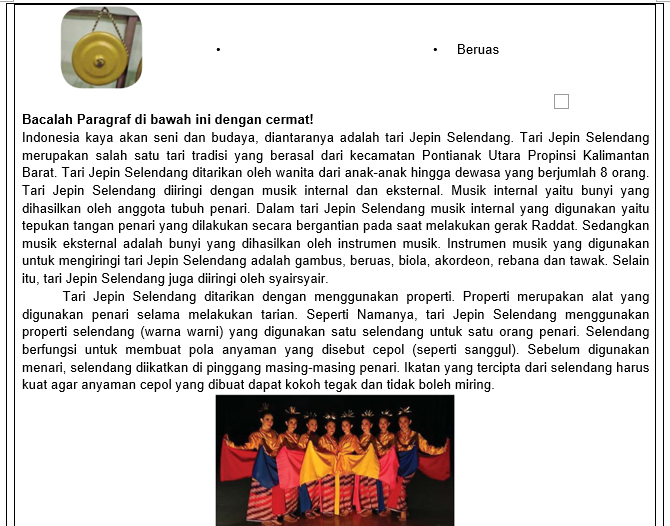 • • Beruas
Bacalah Paragraf di bawah ini dengan cermat!
Indonesia kaya akan seni dan budaya, diantaranya adalah tari Jepin Selendang. Tari Jepin Selendang
merupakan salah satu tari tradisi yang berasal dari kecamatan Pontianak Utara Propinsi Kalimantan
Barat. Tari Jepin Selendang ditarikan oleh wanita dari anak-anak hingga dewasa yang berjumlah 8 orang.
Tari Jepin Selendang diiringi dengan musik internal dan eksternal. Musik internal yaitu bunyi yang
dihasilkan oleh anggota tubuh penari. Dalam tari Jepin Selendang musik internal yang digunakan yaitu
tepukan tangan penari yang dilakukan secara bergantian pada saat melakukan gerak Raddat. Sedangkan
musik eksternal adalah bunyi yang dihasilkan oleh instrumen musik. Instrumen musik yang digunakan
untuk mengiringi tari Jepin Selendang adalah gambus, beruas, biola, akordeon, rebana dan tawak. Selain
itu, tari Jepin Selendang juga diiringi oleh syairsyair.
Tari Jepin Selendang ditarikan dengan menggunakan properti. Properti merupakan alat yang
digunakan penari selama melakukan tarian. Seperti Namanya, tari Jepin Selendang menggunakan
properti selendang (warna warni) yang digunakan satu selendang untuk satu orang penari. Selendang
berfungsi untuk membuat pola anyaman yang disebut cepol (seperti sanggul). Sebelum digunakan
menari, selendang diikatkan di pinggang masing-masing penari. Ikatan yang tercipta dari selendang harus
kuat agar anyaman cepol yang dibuat dapat kokoh tegak dan tidak boleh miring.